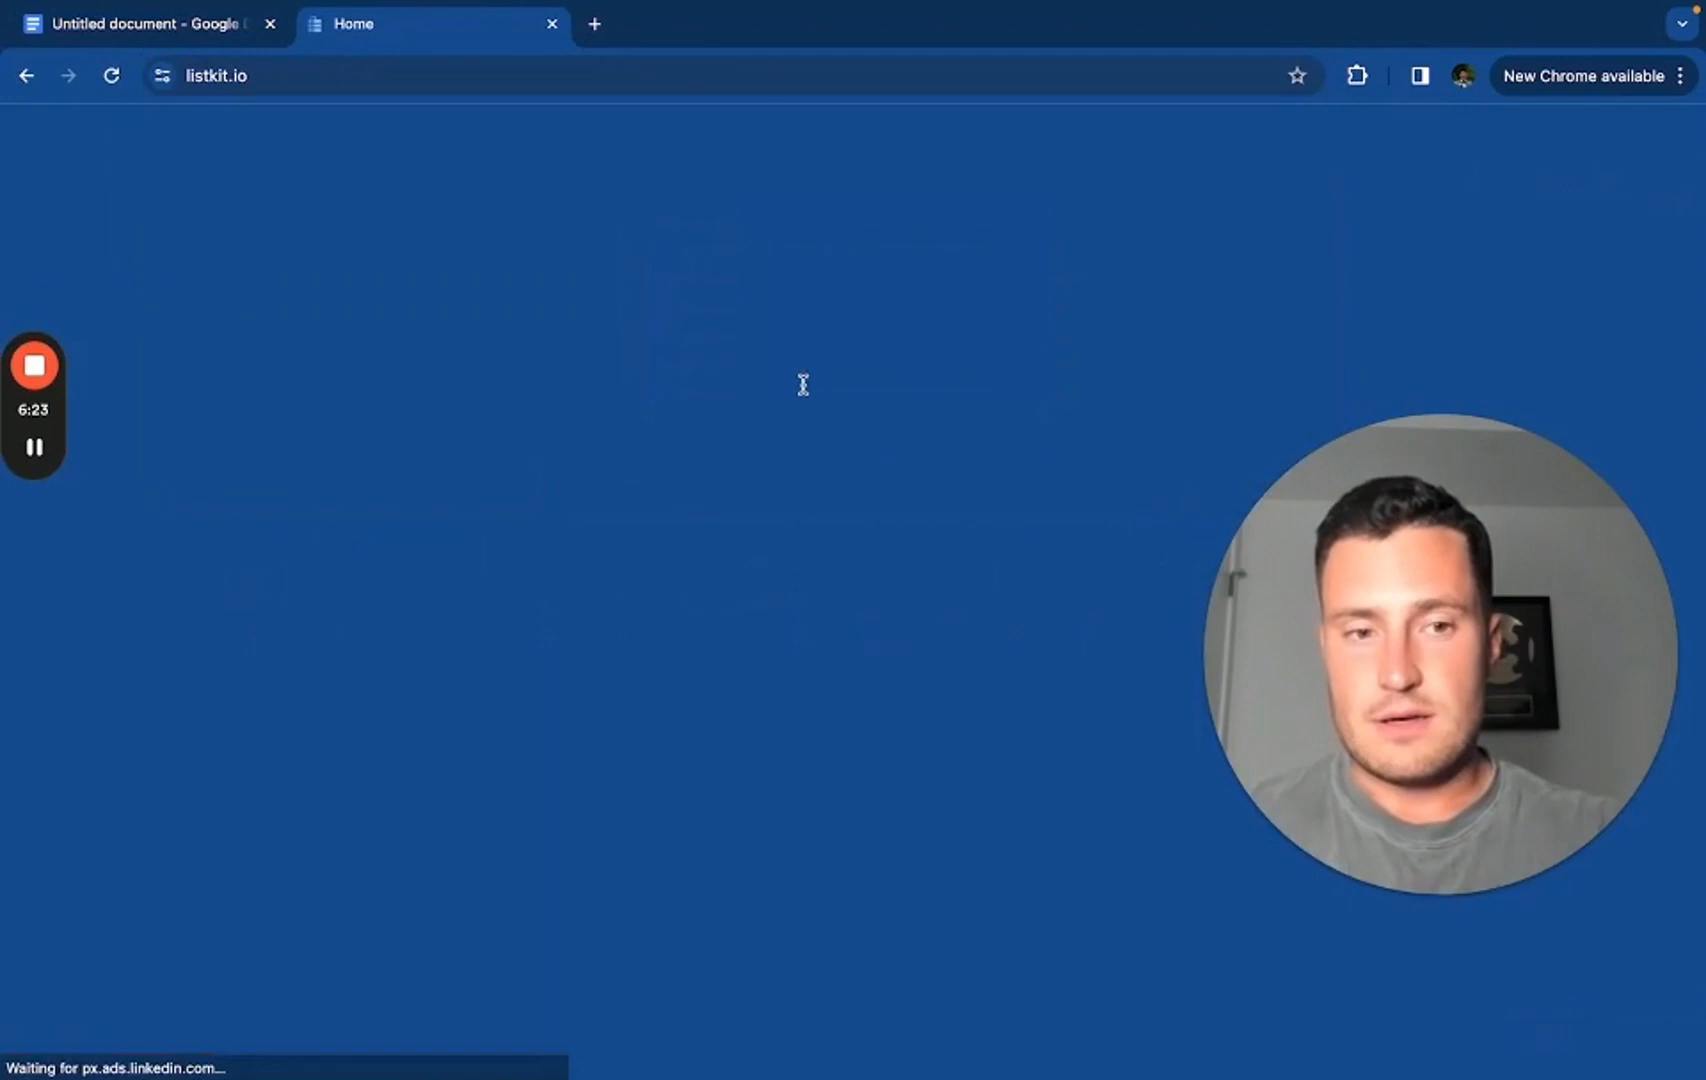 Untitled document - Google
Home
listkit.io
New Chrome available
6:23
Waiting for px.ads.linkedin.com...